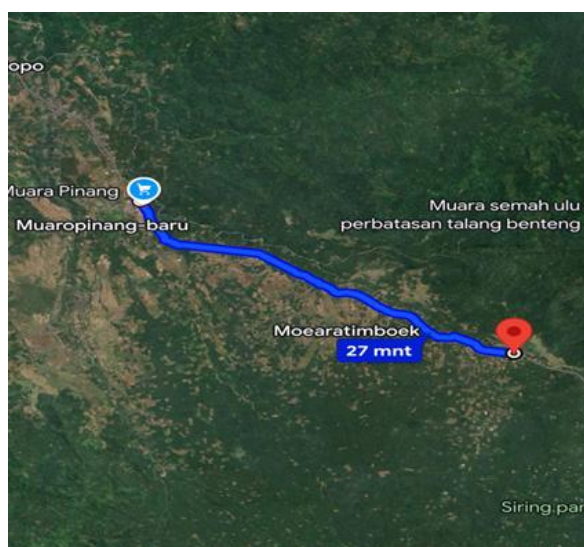 opo
Muara Pinang
Muaropinang-baru
Muara semah ulu
perbatasan talang benteng
Moearatimboek
27 mnt
Siring.par